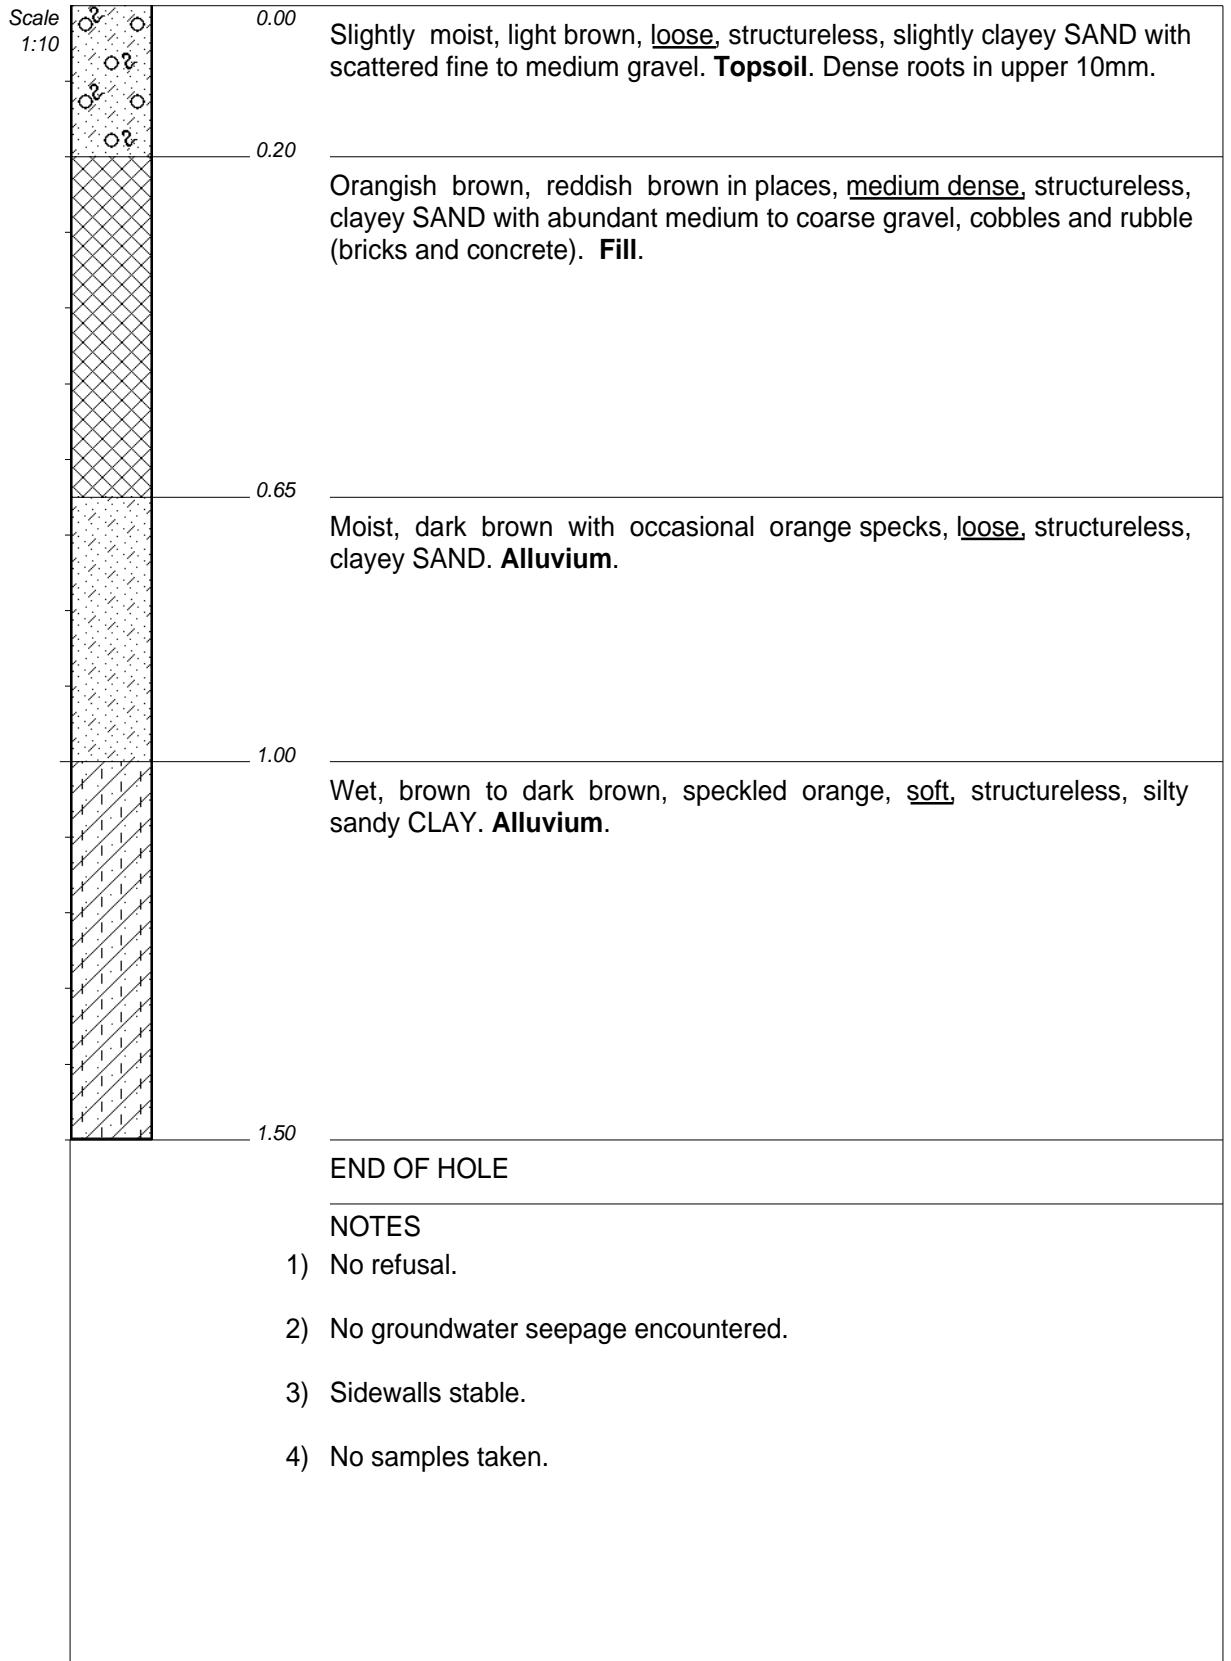 Scale
1:10
0.00
Slightly moist, light brown, loose, structureless, slightly clayey SAND with
scattered fine to medium gravel. Topsoil. Dense roots in upper 10mm.
0.20
Orangish brown, reddish brown in places, medium dense, structureless,
clayey SAND with abundant medium to coarse gravel, cobbles and rubble
(bricks and concrete). Fill.
0.65
Moist, dark brown with occasional orange specks, loose, structureless,
clayey SAND. Alluvium.
1.00
Wet, brown to dark brown, speckled orange, soft, structureless, silty
sandy CLAY. Alluvium.
1.50
END OF HOLE
NOTES
1) No refusal.
2) No groundwater seepage encountered.
3) Sidewalls stable.
4) No samples taken.